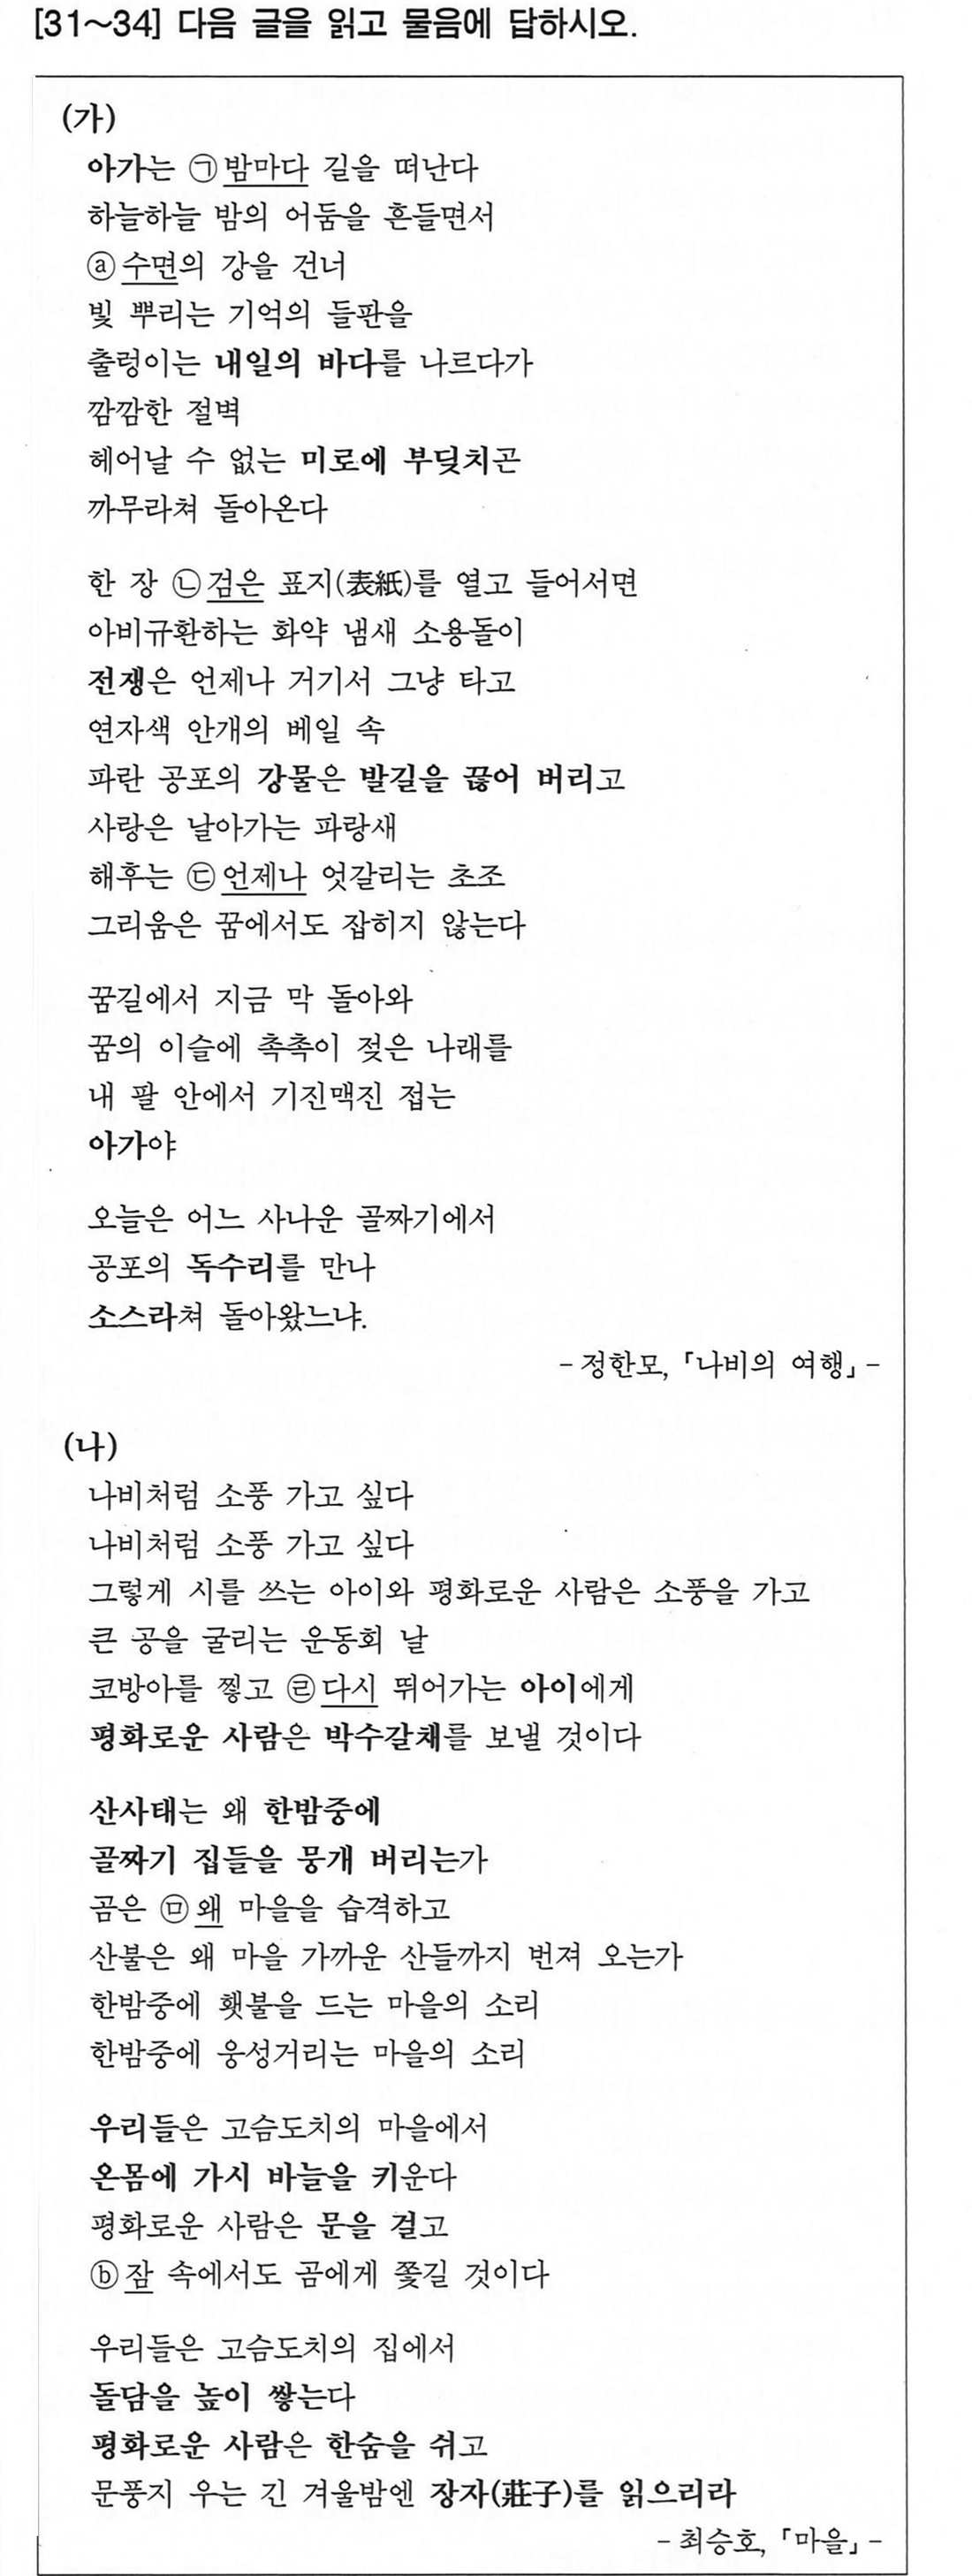 [31~34] 다음 글을 읽고 물음에 답하시오.
(가)
아가는 ㉠밤마다 길을 떠난다
하늘하늘 밤의 어둠을 흔들면서
ⓐ수면의 강을 건너
빛 뿌리는 기억의 들판을
출렁이는 내일의 바다를 나르다가
깜깜한 절벽
헤어날 수 없는 미로에 부딪치곤
까무라쳐 돌아온다
한 장 ㉡검은 표지(表紙)를 열고 들어서면
아비규환하는 화약 냄새 소용돌이
전쟁은 언제나 거기서 그냥 타고
연자색 안개의 베일 속
파란 공포의 강물은 발길을 끊어 버리고
사랑은 날아가는 파랑새
해후는 ㉢언제나 엇갈리는 초조
그리움은 꿈에서도 잡히지 않는다
꿈길에서 지금 막 돌아와
꿈의 이슬에 촉촉이 젖은 나래를
내 팔 안에서 기진맥진 접는
아가야
오늘은 어느 사나운 골짜기에서
공포의 독수리를 만나
소스라쳐 돌아왔느냐.
- 정한모, 「나비의 여행」 -
(나)
나비처럼 소풍 가고 싶다
나비처럼 소풍 가고 싶다
그렇게 시를 쓰는 아이와 평화로운 사람은 소풍을 가고
큰 공을 굴리는 운동회 날
코방아를 찧고 ㉣다시 뛰어가는 아이에게
평화로운 사람은 박수갈채를 보낼 것이다
산사태는 왜 한밤중에
골짜기 집들을 뭉개 버리는가
곰은 ㉤왜 마을을 습격하고
산불은 왜 마을 가까운 산들까지 번져 오는가
한밤중에 횃불을 드는 마을의 소리
한밤중에 웅성거리는 마을의 소리
우리들은 고슴도치의 마을에서
온몸에 가시 바늘을 키운다
평화로운 사람은 문을 걸고
ⓑ잠 속에서도 곰에게 쫓길 것이다
우리들은 고슴도치의 집에서
돌담을 높이 쌓는다
평화로운 사람은 한숨을 쉬고
문풍지 우는 긴 겨울밤엔 장자(莊子)를 읽으리라
- 최승호, 「마을」 -